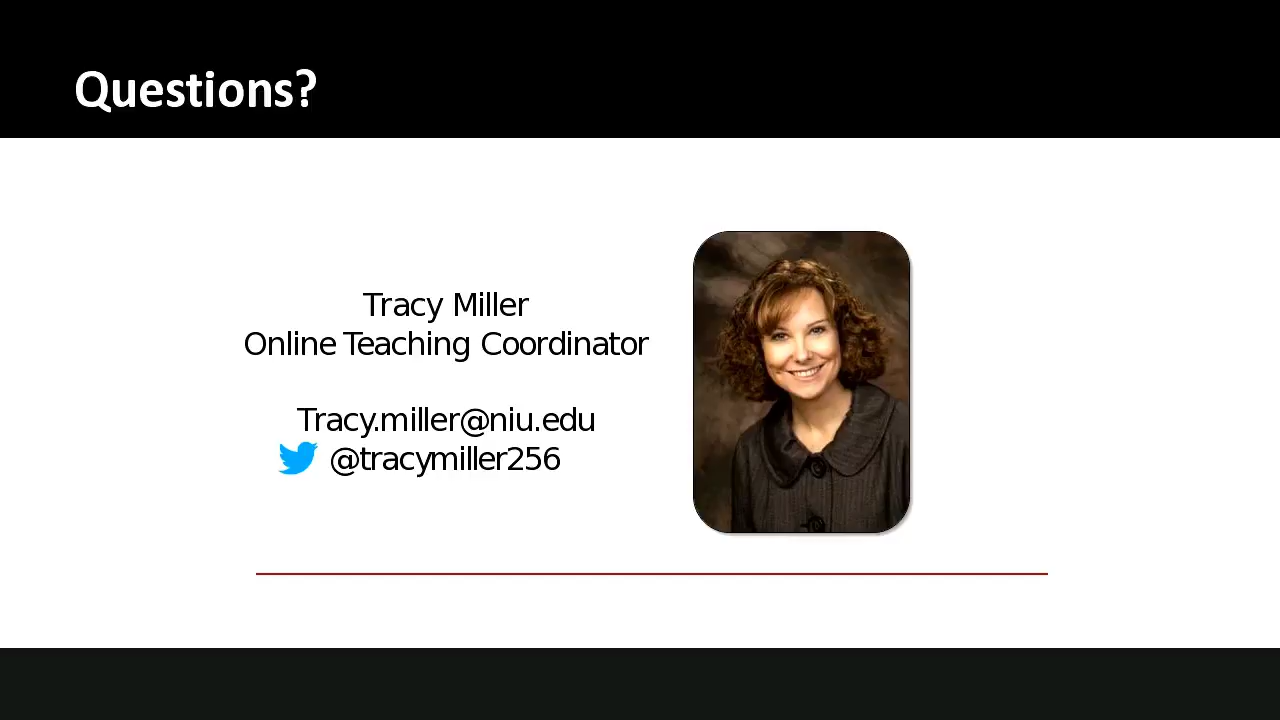 Questions?
Tracy Miller
Online Teaching Coordinator
Tracy.miller@niu.edu
@tracymiller256